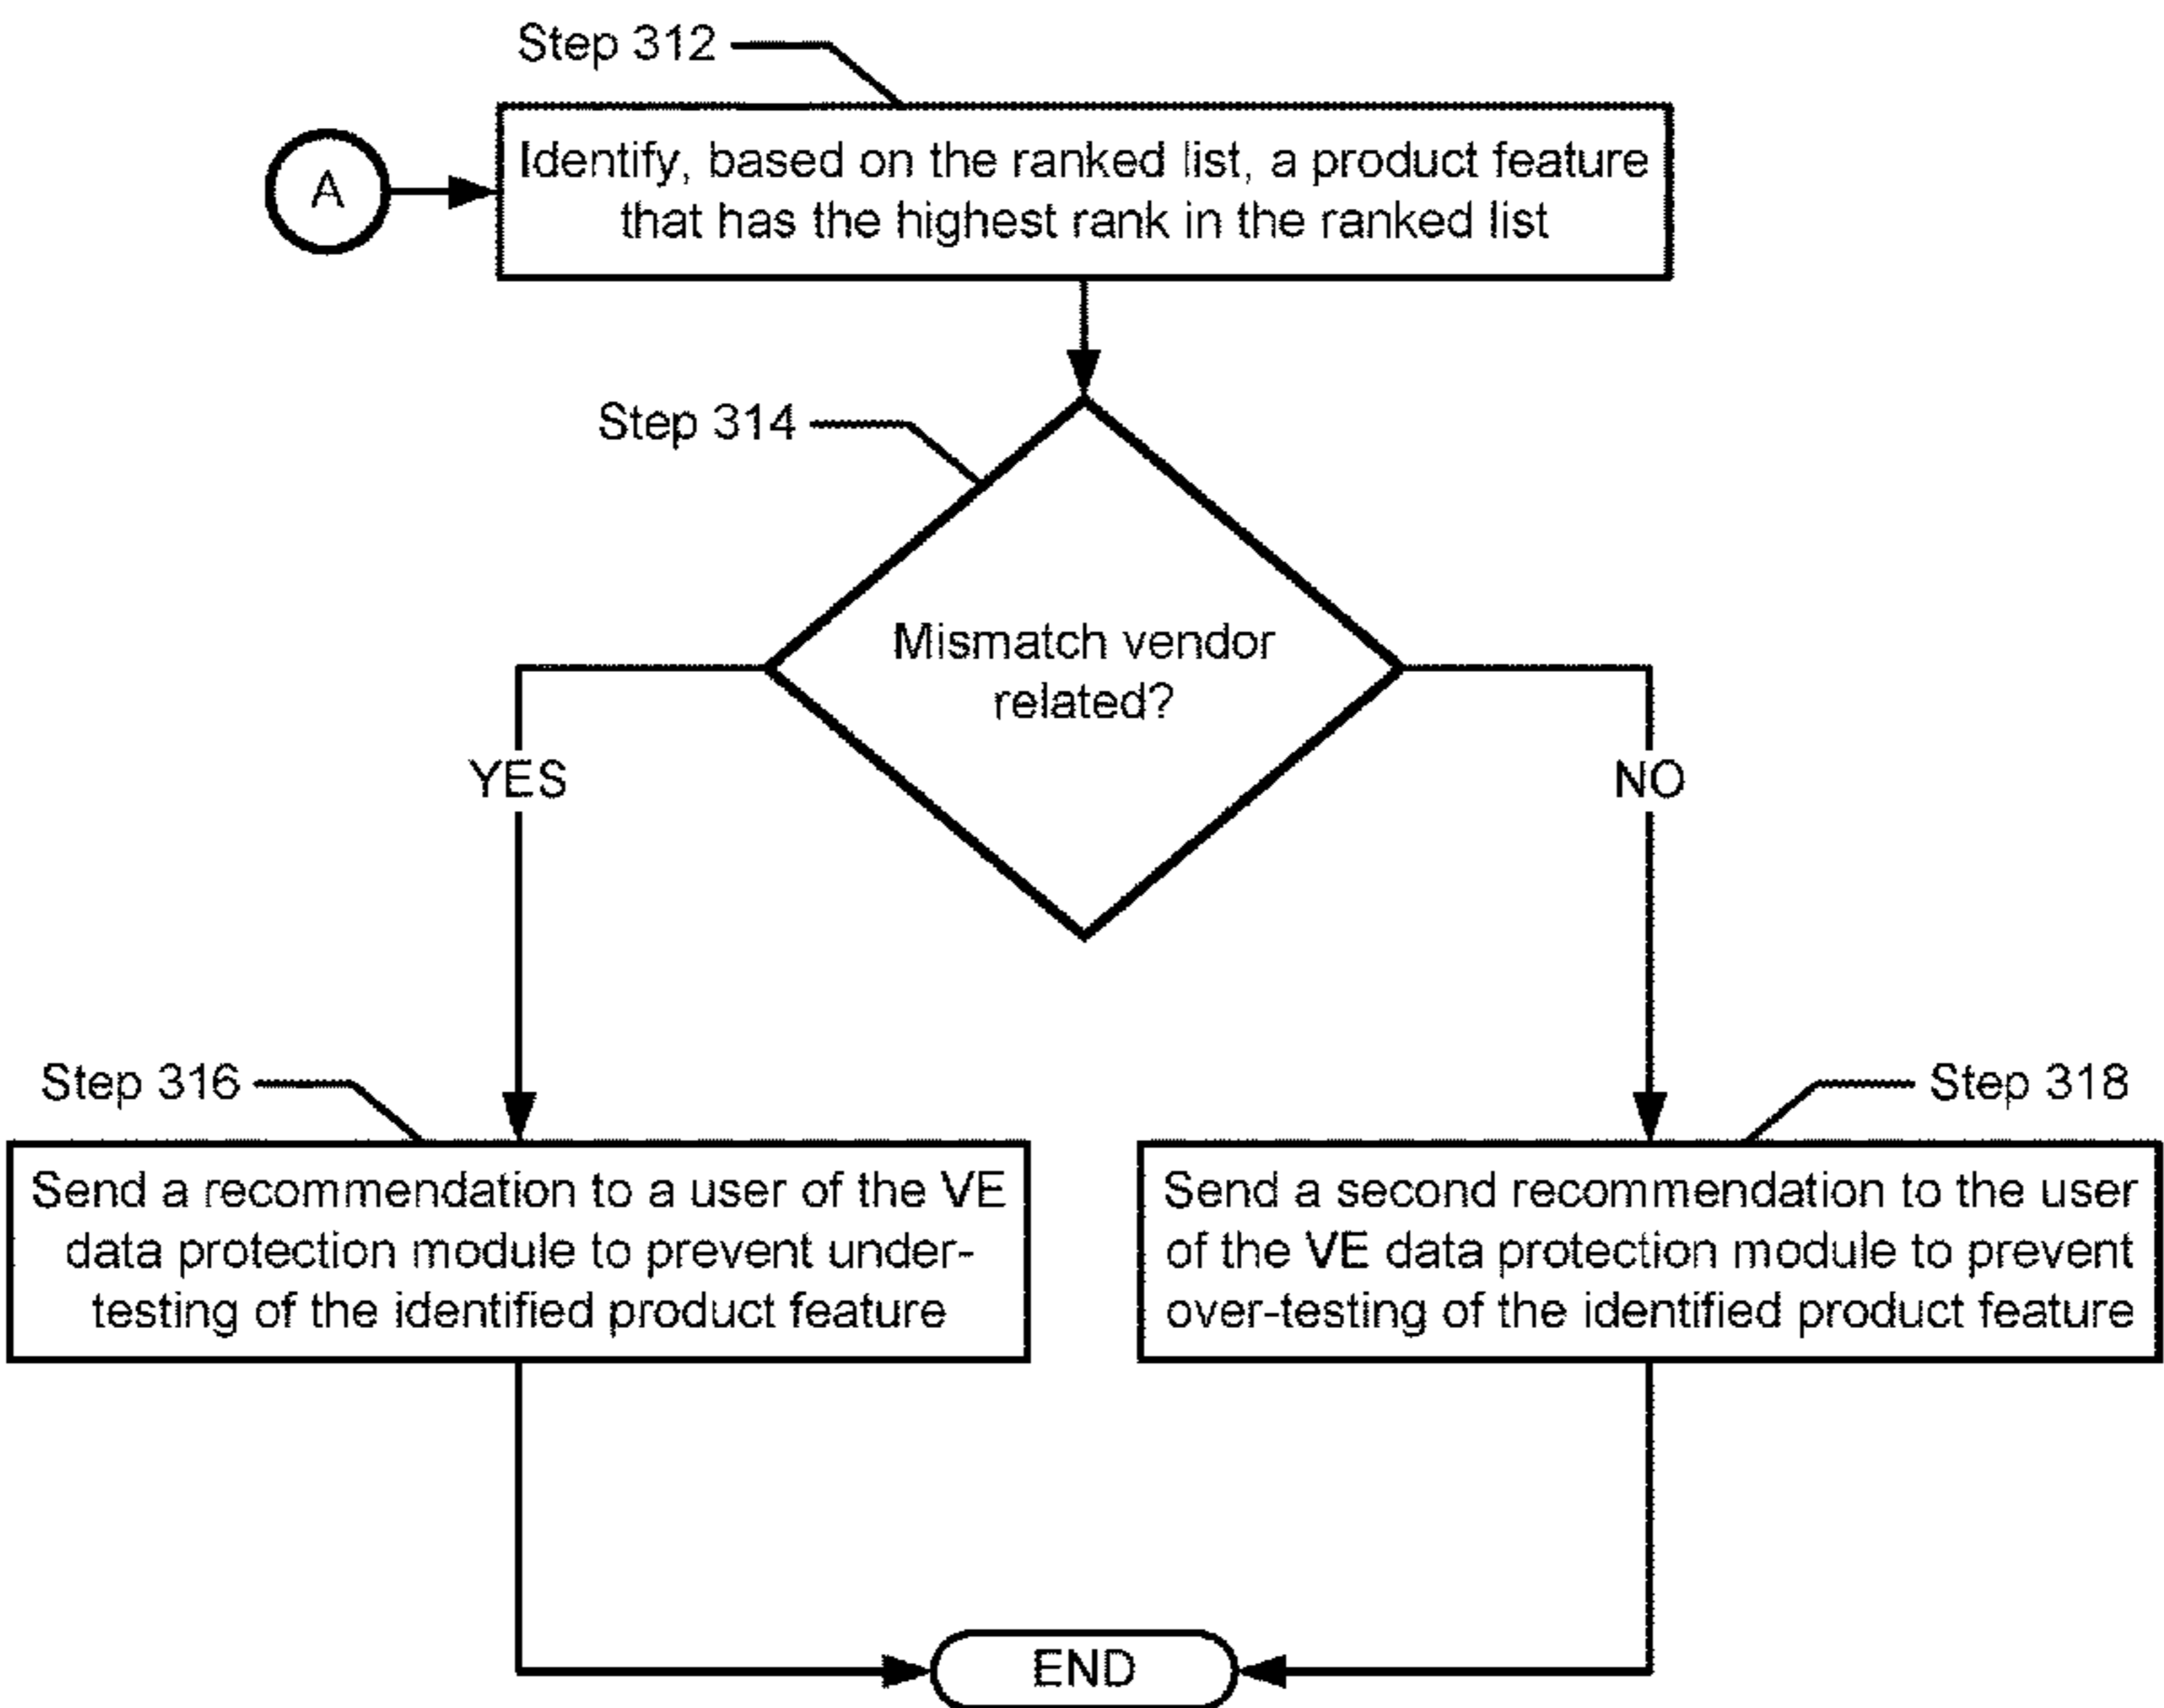 Step 312
A
Identify, based on the ranked list, a product feature
that has the highest rank in the ranked list
Step 314
Mismatch vendor
related?
YES
NO
Step 316
Step 318
Send a recommendation to a user of the VE
data protection module to prevent under-
testing of the identified product feature
Send a second recommendation to the user
of the VE data protection module to prevent
over-testing of the identified product feature
END